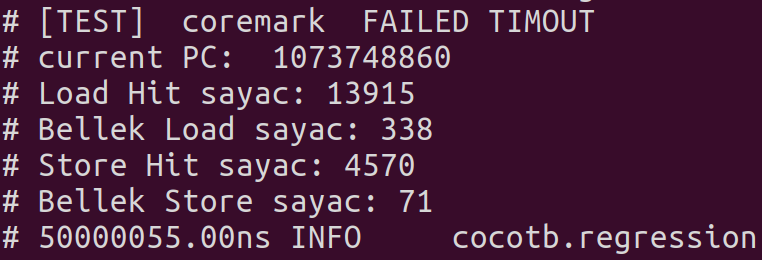 # [TEST]  coremark  FAILED TIMOUT
# current PC:  1073748860
# Load Hit sayac: 13915
# Bellek Load sayac: 338
# Store Hit sayac: 4570
# Bellek Store sayac: 71
# 50000055.00ns INFO     cocotb.regression